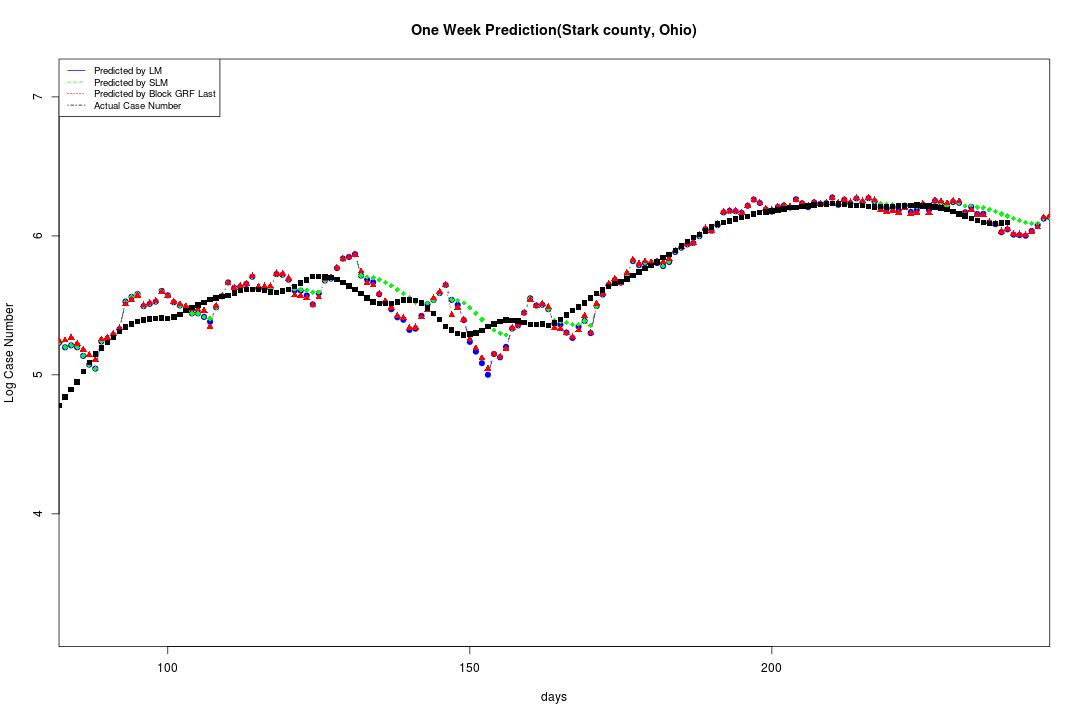 One Week Prediction(Stark county, Ohio)
Predicted by LM
Predicted by SLM
Predicted by Block GRF Last
Actual Case Number
7
6
5
4
Log Case Number
100 150 200
days